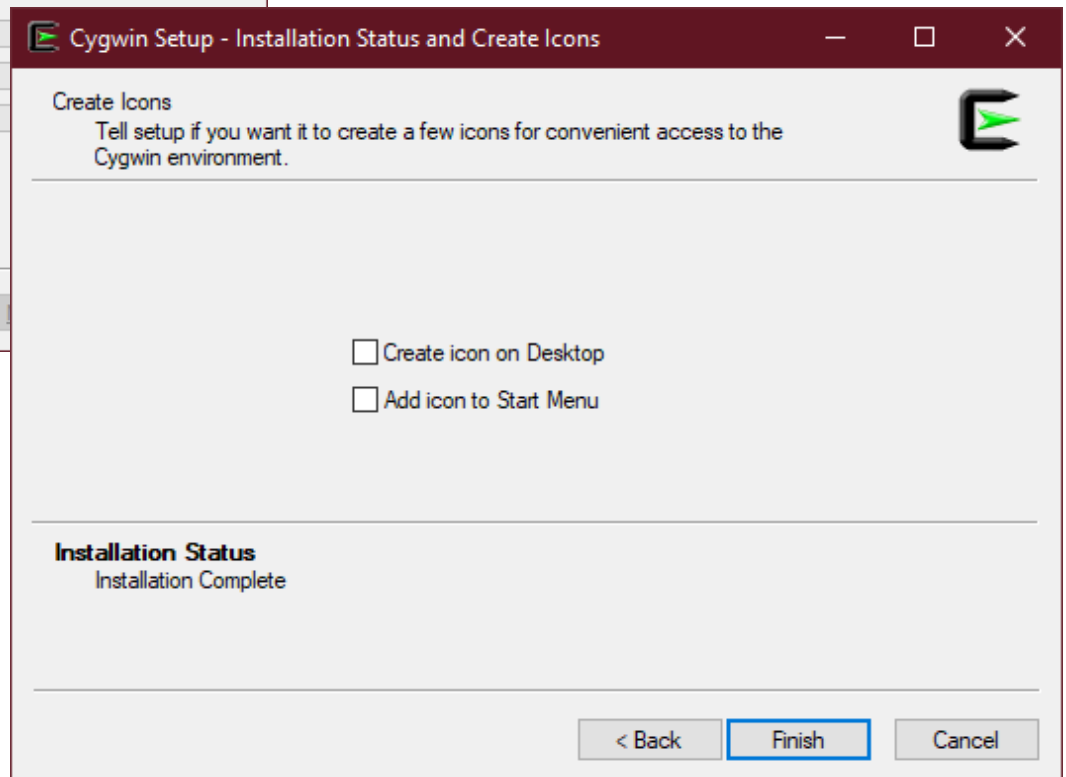 Cygwin Setup - Installation Status and Create Icons
Create Icons
Tell setup if you want it to create a few icons for convenient access to the
Cygwin environment.
Create icon on Desktop
Add icon to Start Menu
Installation Status
Installation Complete
< Back
Finish
Cancel